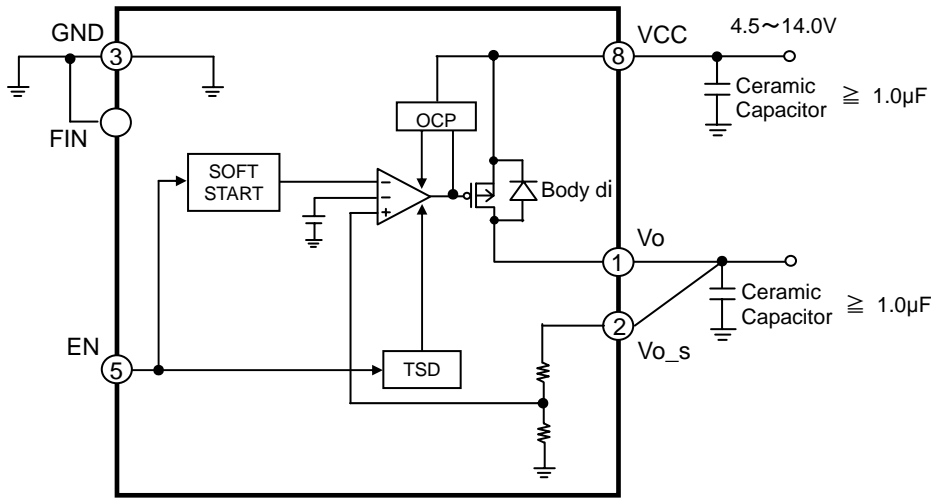 GND
3
FIN
VCC
8
4.5～14.0V
Ceramic
Capacitor ≧ 1.0µF
OCP
SOFT
START
−
−
+
Body di
Vo
1
Ceramic
Capacitor ≧ 1.0µF
2
Vo_s
EN
5
TSD